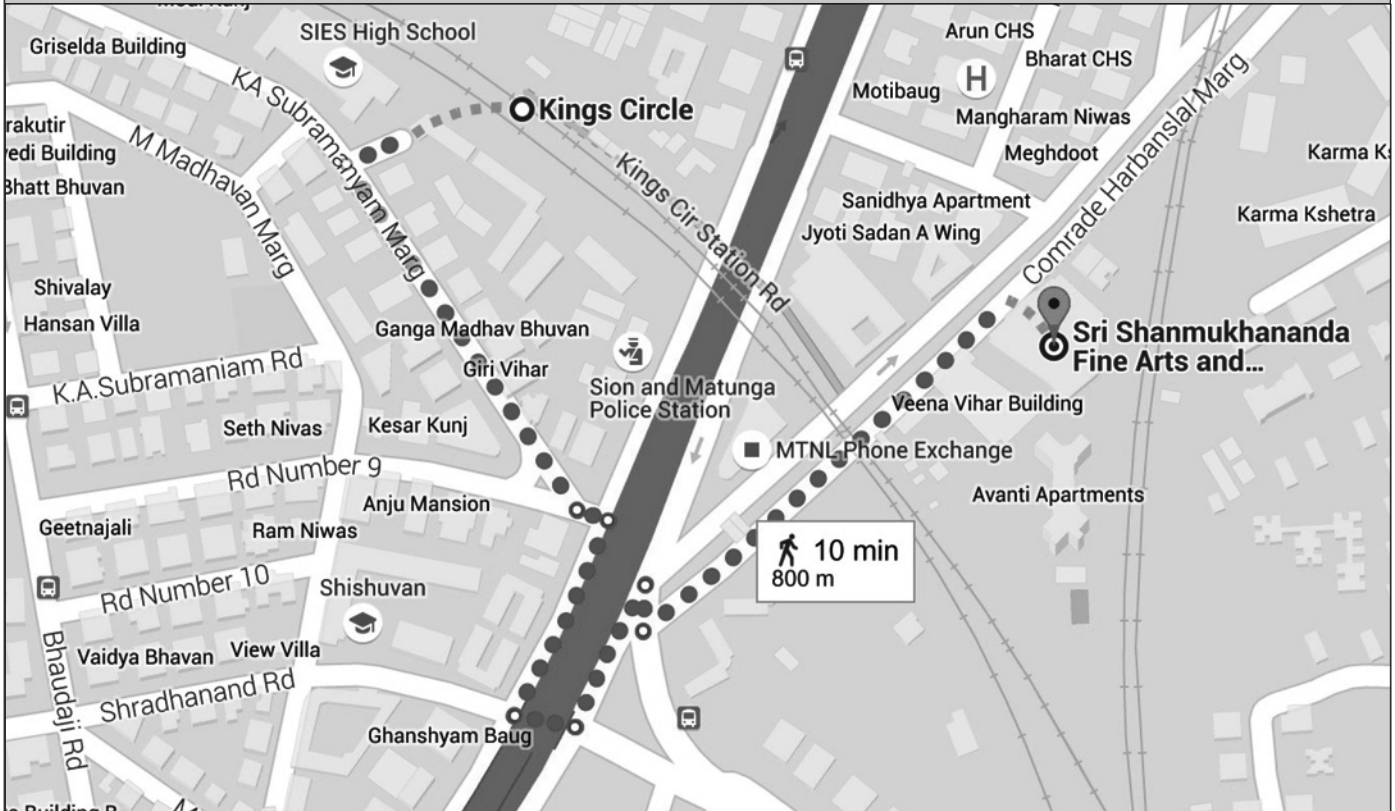 Griselda Building
SIES High School
Arun CHS
Bharat CHS
Motibaug
H
Kings Circle
Mangharam Niwas
Meghdoot
KA Subramanyam Marg
M Madhavan Marg
Kings Cir Station Rd
Comrade Harbanslal Marg
rakutir
vedi Building
Bhatt Bhuvan
Karma Ks
Karma Kshetra
Sanidhya Apartment
Jyoti Sadan A Wing
Shivalay
Hansan Villa
Ganga Madhav Bhuvan
Giri Vihar
Sri Shanmukhananda
Fine Arts and...
K.A.Subramaniam Rd
Sion and Matunga
Police Station
Veena Vihar Building
Seth Nivas
Kesar Kunj
MTNL Phone Exchange
Rd Number 9
Anju Mansion
Avanti Apartments
Geetnajali
Ram Niwas
10 min
800 m
Rd Number 10
Shishuvan
Vaidya Bhavan
View Villa
Bhaudaji Rd
Shradhanand Rd
Ghanshyam Baug